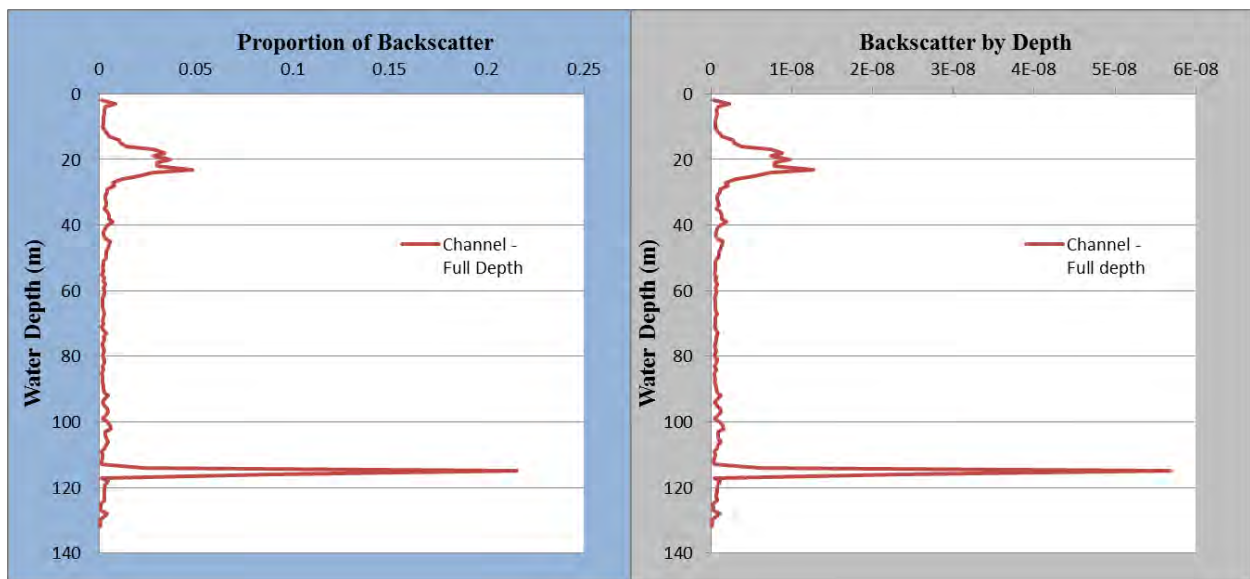 Proportion of Backscatter
0 0.05 0.1 0.15 0.2 0.25
0
20
40
60
80
100
120
140
Water Depth (m)
Channel -
Full Depth
Backscatter by Depth
0 1E-08 2E-08 3E-08 4E-08 5E-08 6E-08
0
20
40
60
80
100
120
140
Water Depth (m)
Channel -
Full depth